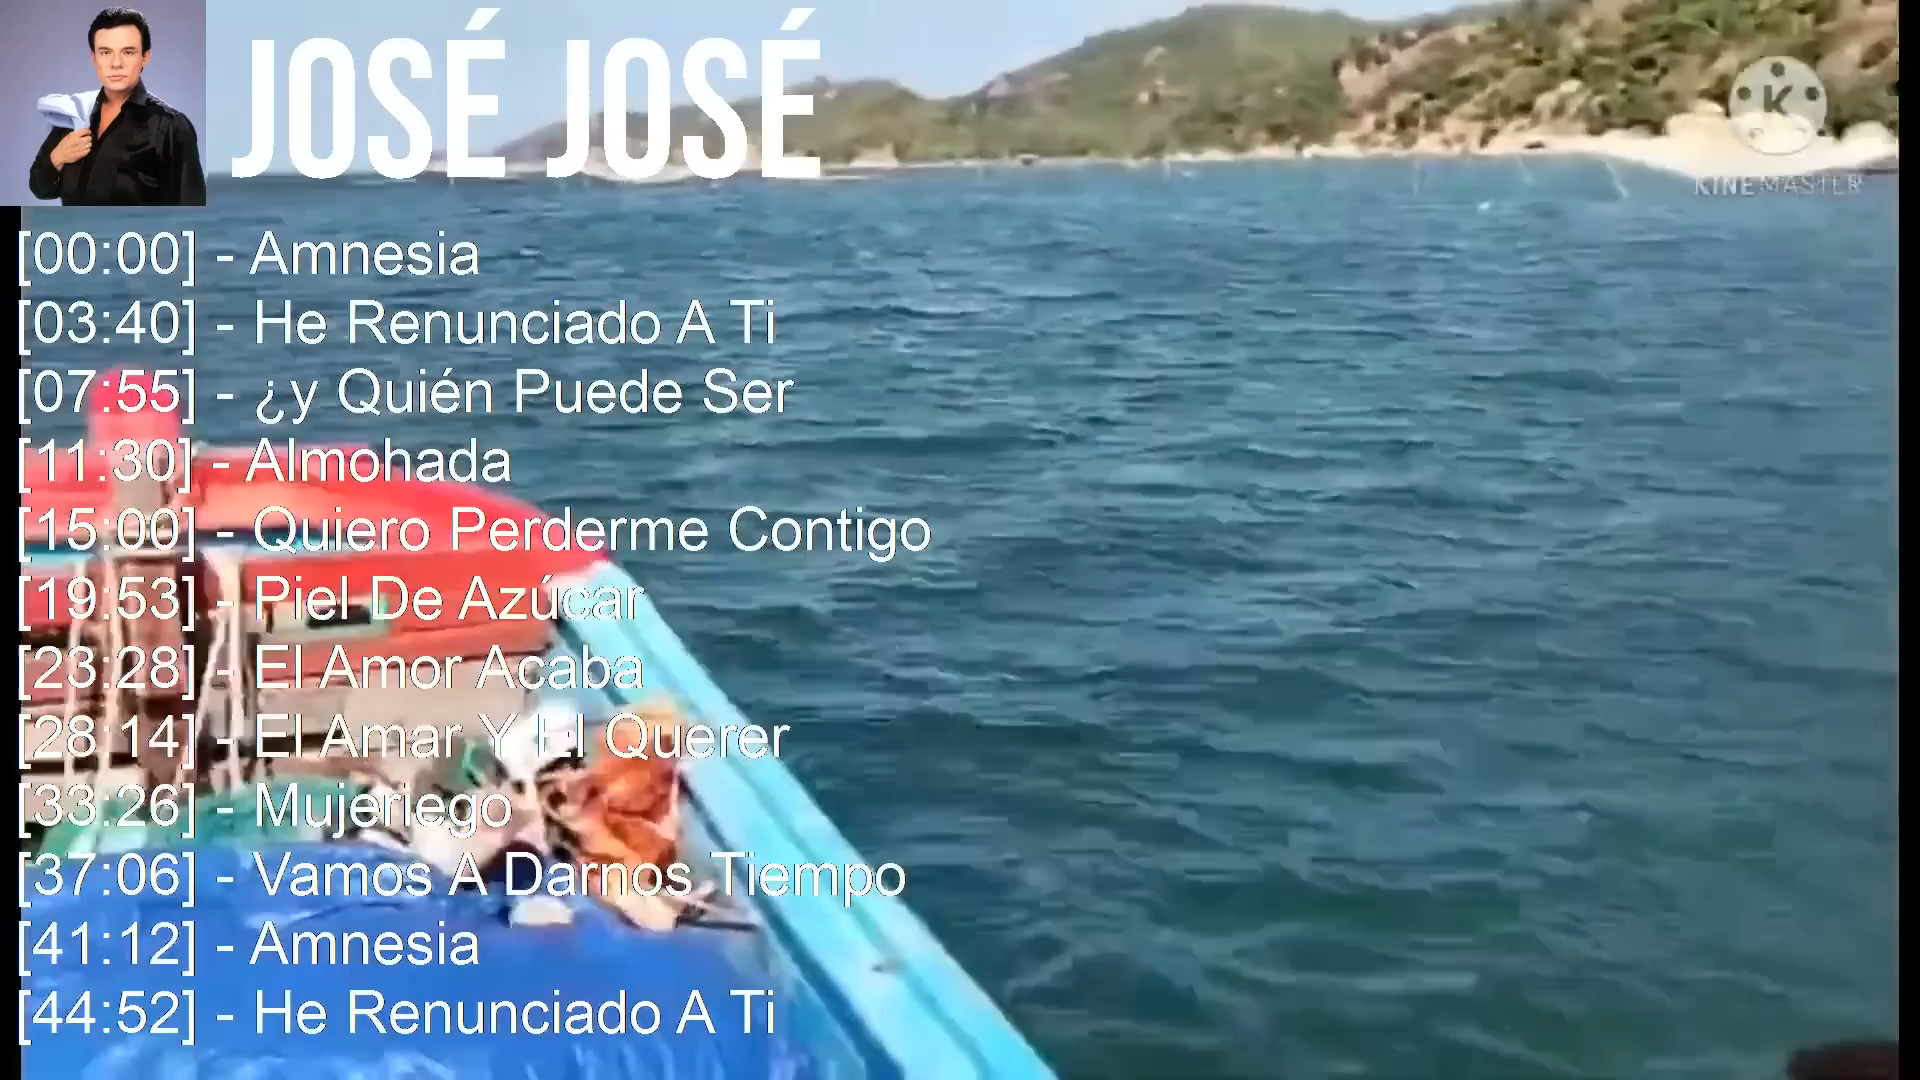 JOSÉ JOSÉ
K
KINEMASTER
[00:00] - Amnesia
[03:40] - He Renunciado A Ti
[07:55] - ¿y Quién Puede Ser
[11:30] - Almohada
[15:00] - Quiero Perderme Contigo
[19:53] - Piel De Azúcar
[23:28] - El Amor Acaba
[28:14] - El Amar Y El Querer
[33:26] - Mujeriego
[37:06] - Vamos A Darnos Tiempo
[41:12] - Amnesia
[44:52] - He Renunciado A Ti